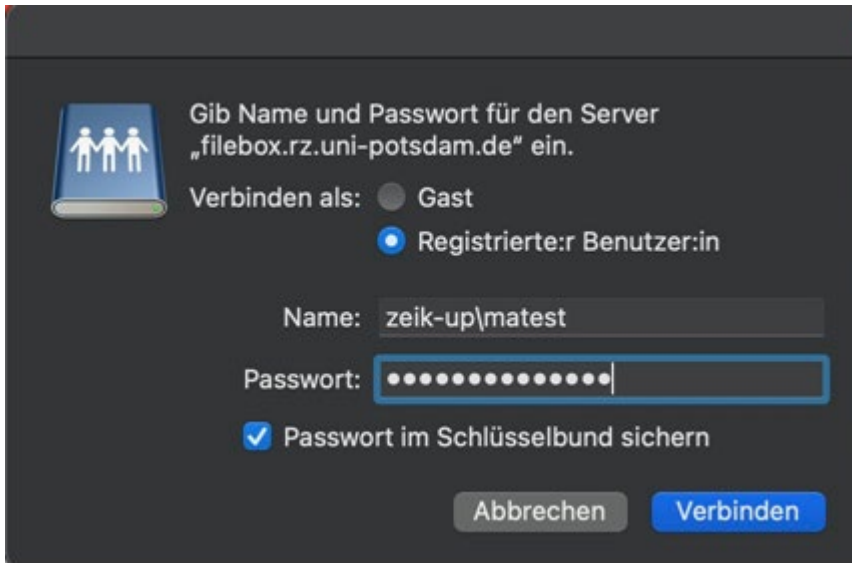 Gib Name und Passwort für den Server
„filebox.rz.uni-potsdam.de“ ein.
Verbinden als: Gast
Registrierte:r Benutzer:in
Name: zeik-up\matest
Passwort: ••••••••••••••
Passwort im Schlüsselbund sichern
Abbrechen Verbinden